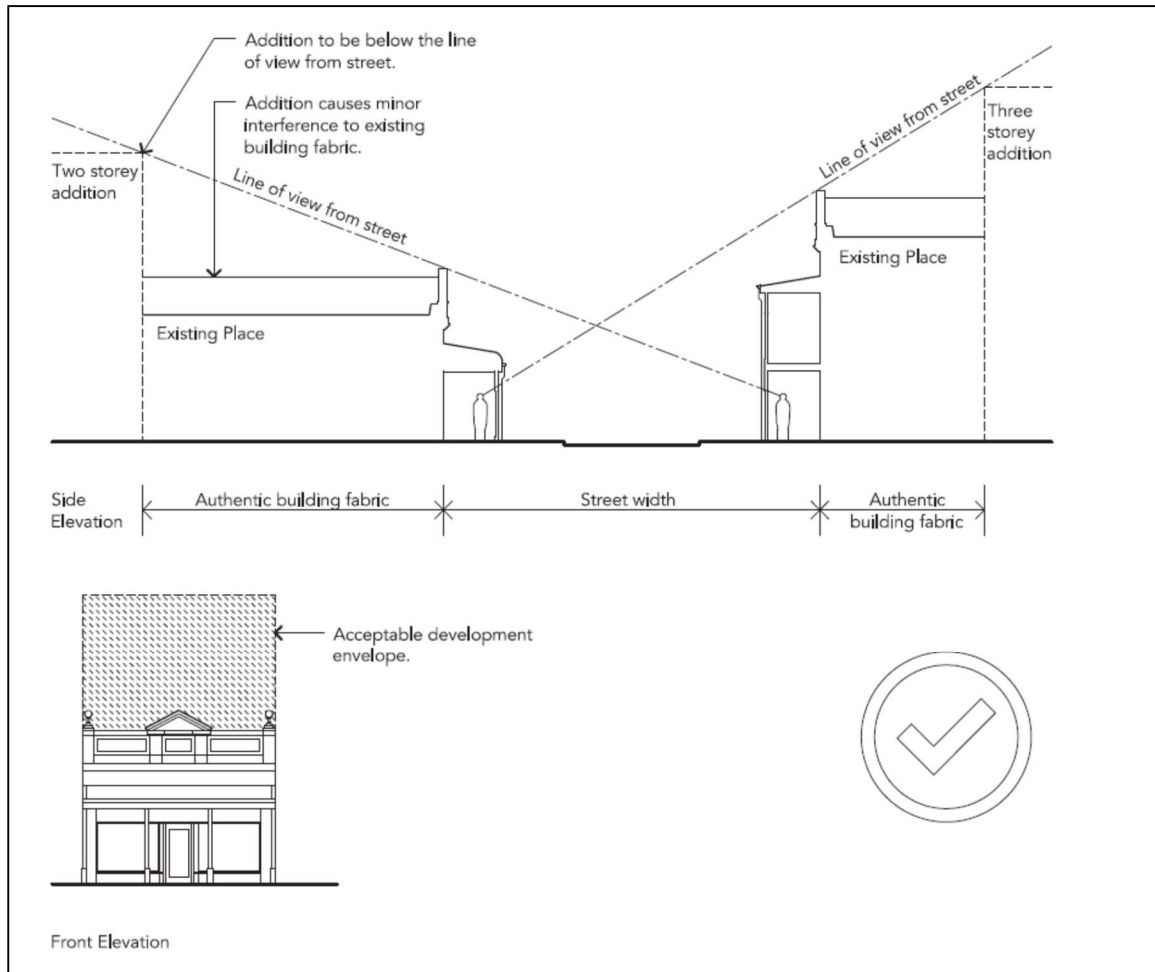 Addition to be below the line
of view from street.
Addition causes minor
interference to existing
building fabric.
Two storey
addition
Line of view from street
Existing Place
Line of view from street
Three
storey
addition
Existing Place
Side
Elevation
Authentic building fabric
Street width
Authentic
building fabric
Acceptable development
envelope.
Front Elevation